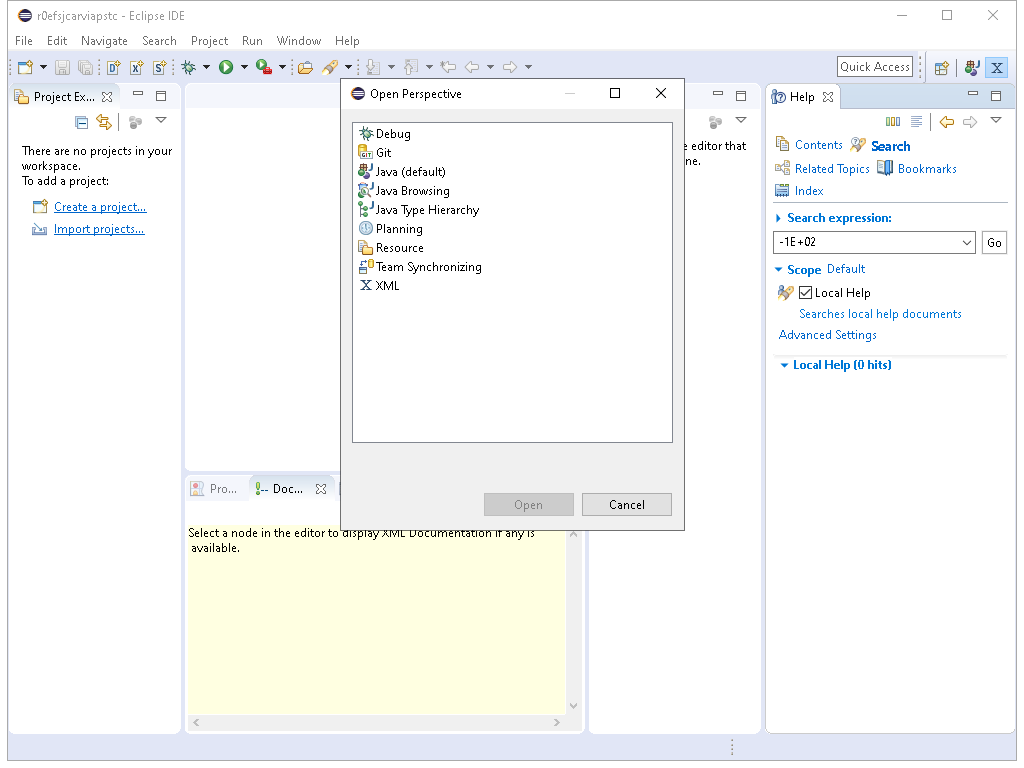 r0efsjcarviapstc - Eclipse IDE
File Edit Navigate Search Project Run Window Help
Quick Access
Project Ex...
There are no projects in your
workspace.
To add a project:
Create a project...
Import projects...
Open Perspective
Debug
Git
Java (default)
Java Browsing
Java Type Hierarchy
Planning
Resource
Team Synchronizing
XML
Open Cancel
editor that
ne.
Pro... Doc...
Select a node in the editor to display XML Documentation if any is
available.
Help
Contents Search
Related Topics Bookmarks
Index
Search expression:
-1E+02 Go
Scope Default
Local Help
Searches local help documents
Advanced Settings
Local Help (0 hits)